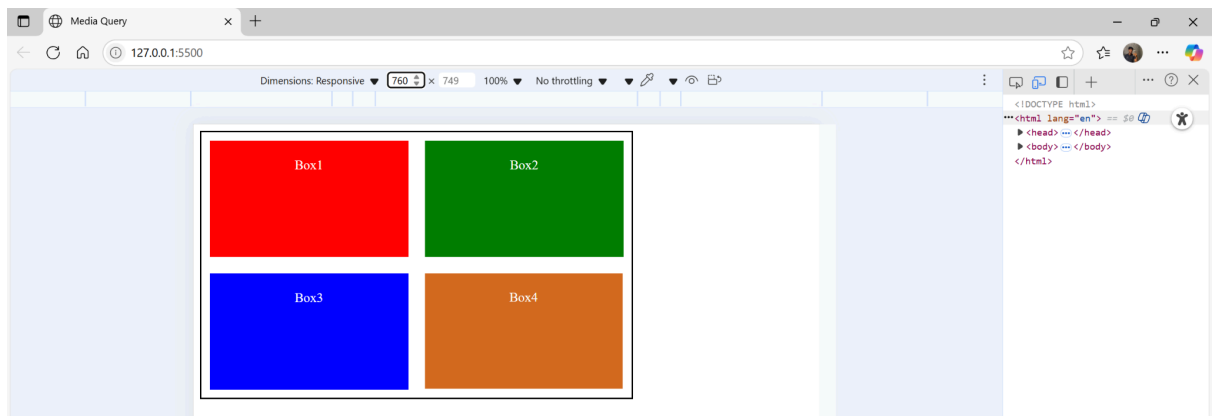 Media Query
127.0.0.1:5500
Dimensions: Responsive 760 × 749 100% No throttling
<!DOCTYPE html>
•••<html lang="en"> == $0
<head> ••• </head>
<body> ••• </body>
</html>
Box1 Box2
Box3 Box4